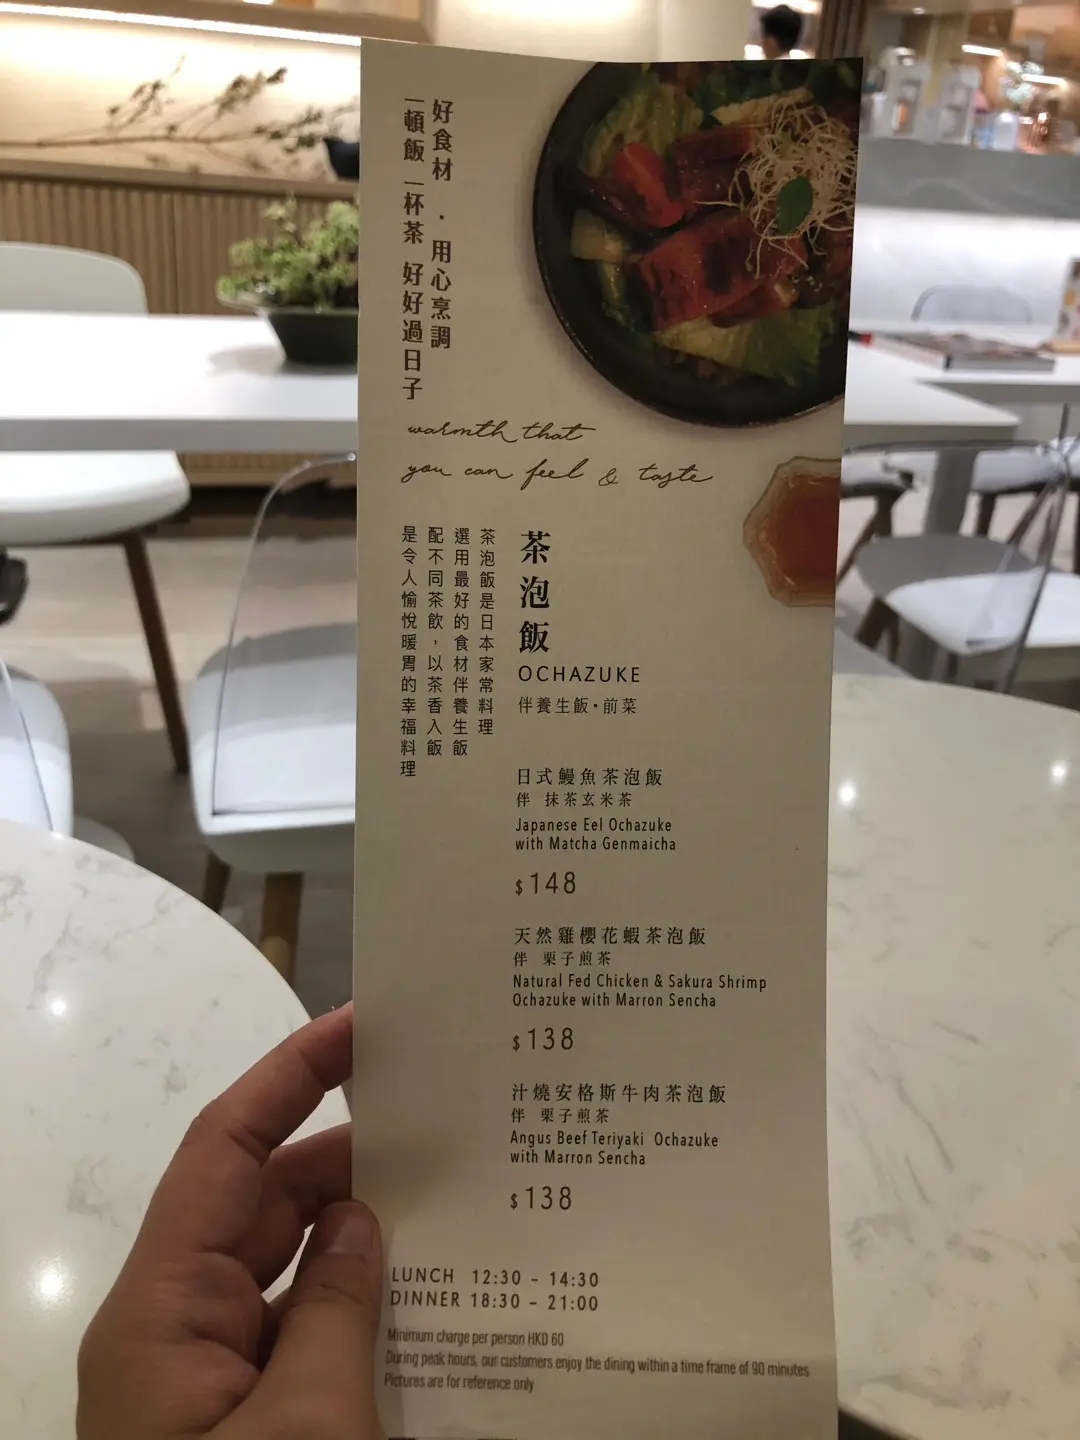 好食材．用心烹調
一頓飯 一杯茶 好好過日子
warmth that
you can feel & taste
茶泡飯
OCHAZUKE
伴養生飯・前菜
茶泡飯是日本家常料理
選用最好的食材伴養生飯
配不同茶飲，以茶香入飯
是令人愉悅暖胃的幸福料理
日式鰻魚茶泡飯
伴 抹茶玄米茶
Japanese Eel Ochazuke
with Matcha Genmaicha
$148
天然雞櫻花蝦茶泡飯
伴 栗子煎茶
Natural Fed Chicken & Sakura Shrimp
Ochazuke with Marron Sencha
$138
汁燒安格斯牛肉茶泡飯
伴 栗子煎茶
Angus Beef Teriyaki Ochazuke
with Marron Sencha
$138
LUNCH 12:30 - 14:30
DINNER 18:30 - 21:00
Minimum charge per person HKD 60
During peak hours, our customers enjoy the dining within a time frame of 90 minutes
Pictures are for reference only